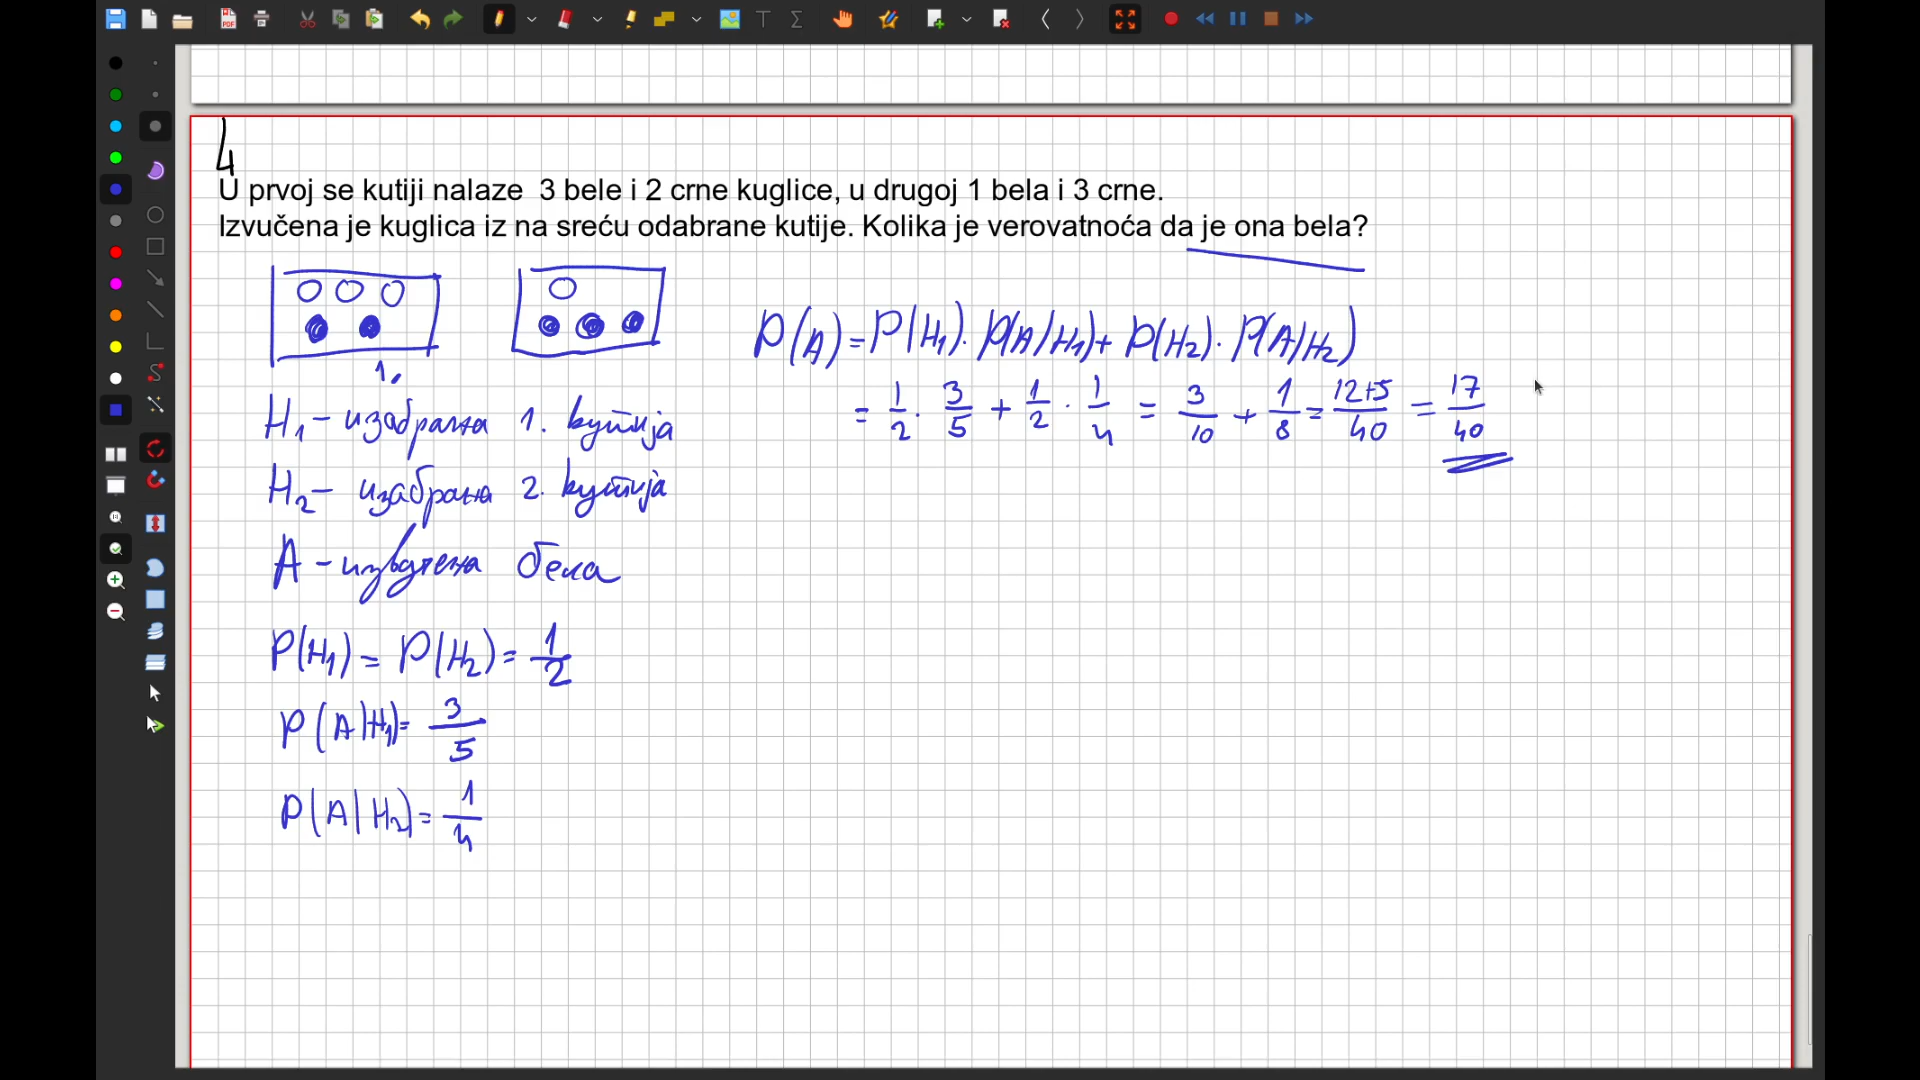 4
U prvoj se kutiji nalaze 3 bele i 2 crne kuglice, u drugoj 1 bela i 3 crne.
Izvučena je kuglica iz na sreću odabrane kutije. Kolika je verovatnoća da je ona bela?
1.
H₁ – изабрана 1. кутија
H₂ – изабрана 2. кутија
A – извучена бела
P(H₁) = P(H₂) = 1/2
P(A|H₁) = 3/5
P(A|H₂) = 1/4
P(A) = P(H₁) · P(A/H₁) + P(H₂) · P(A/H₂)
= 1/2 · 3/5 + 1/2 · 1/4 = 3/10 + 1/8 = 12+5/40 = 17/40